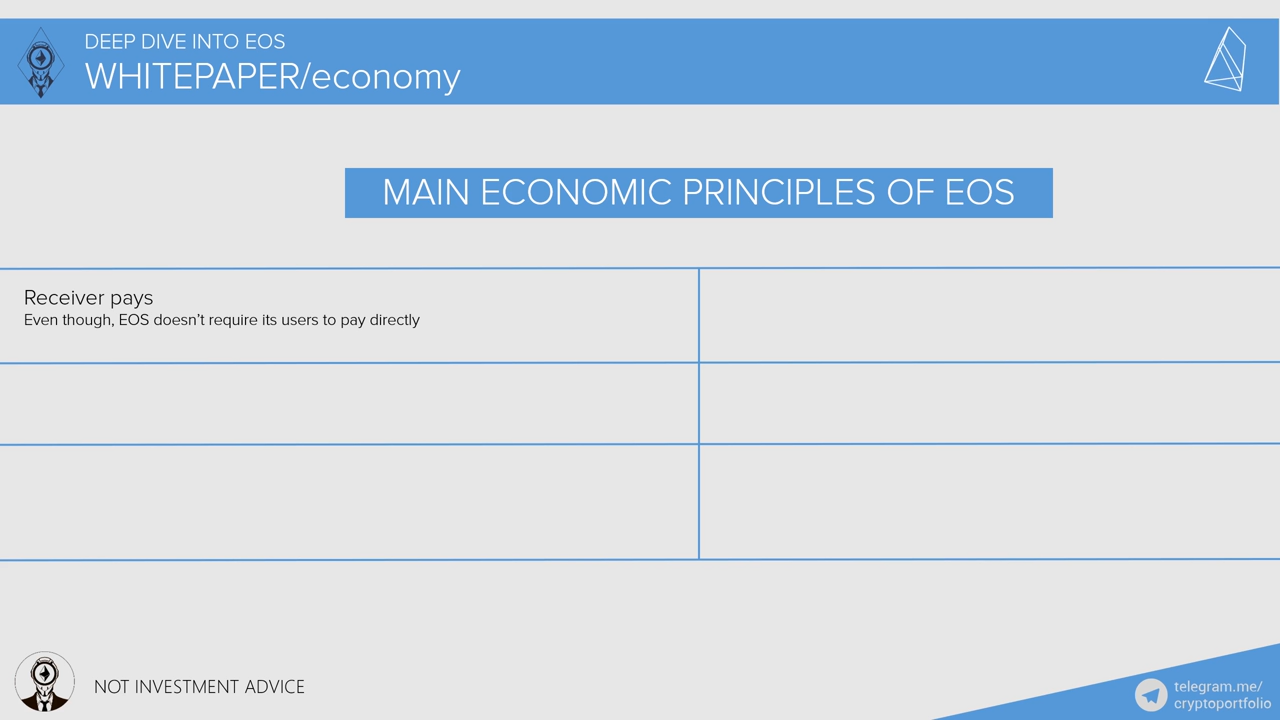 DEEP DIVE INTO EOS
WHITEPAPER/economy
MAIN ECONOMIC PRINCIPLES OF EOS
Receiver pays
Even though, EOS doesn't require its users to pay directly
NOT INVESTMENT ADVICE
telegram.me/
cryptoportfolio